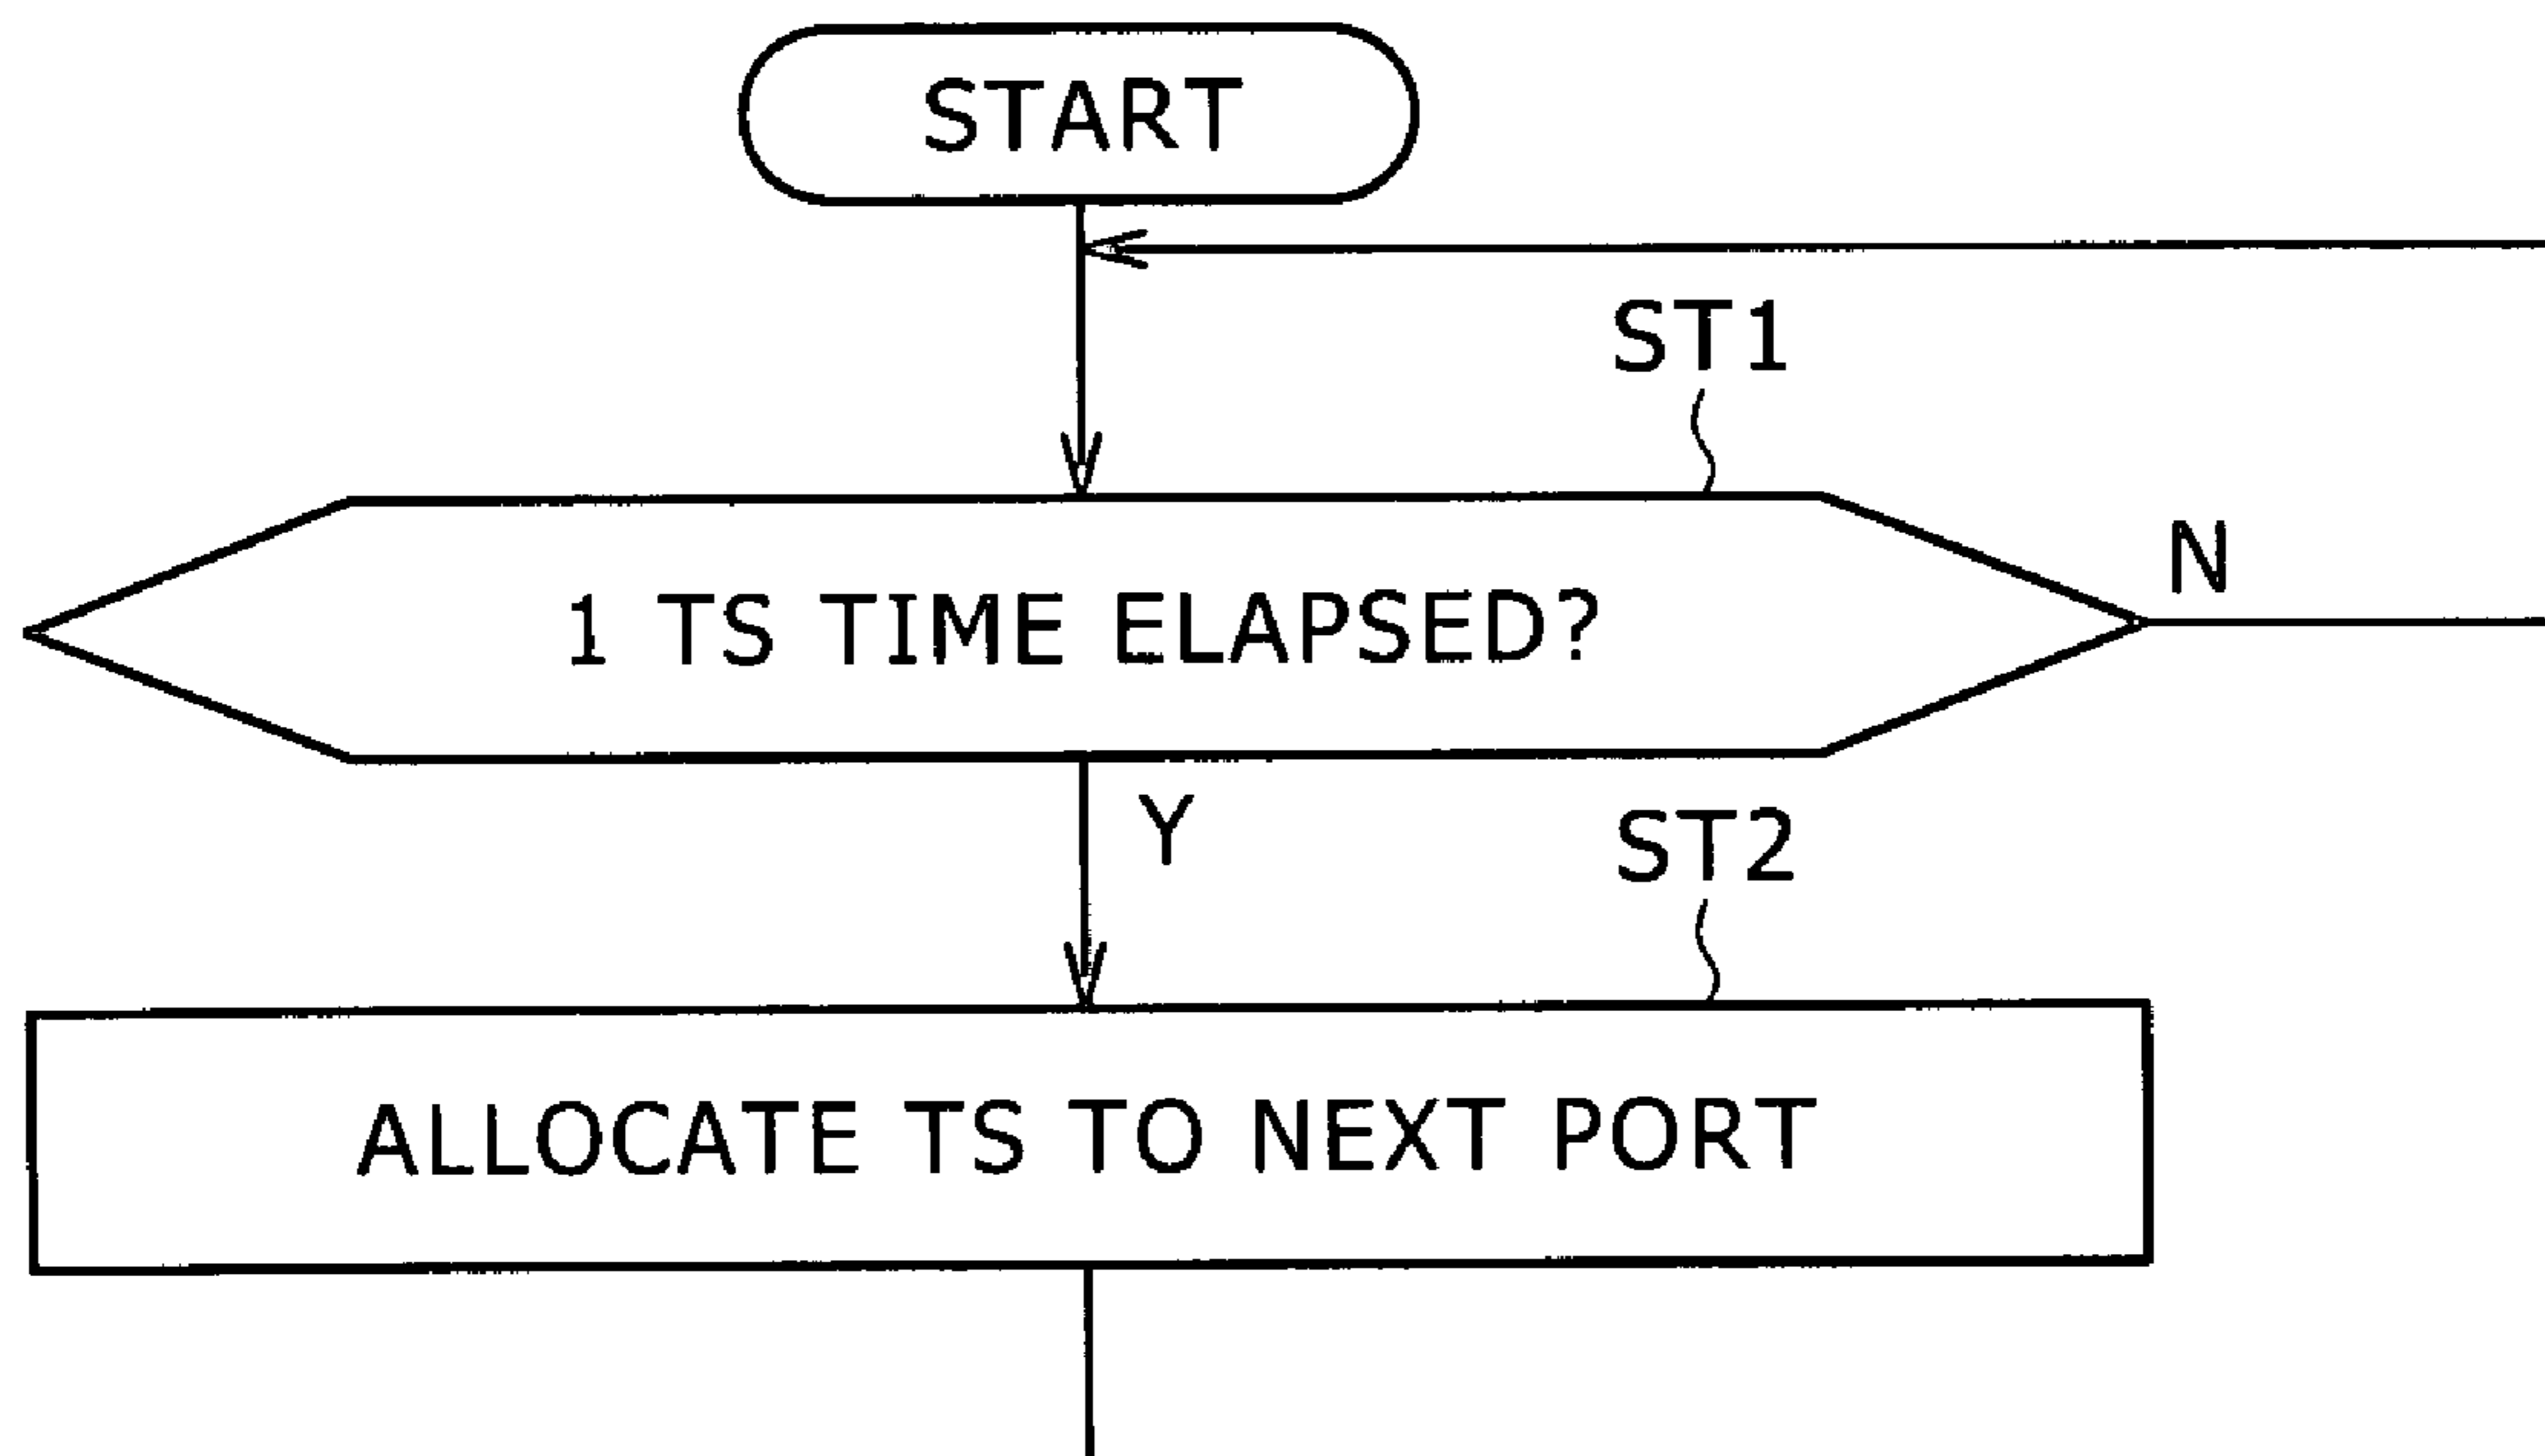 START
ST1
1 TS TIME ELAPSED?
N
Y
ST2
ALLOCATE TS TO NEXT PORT